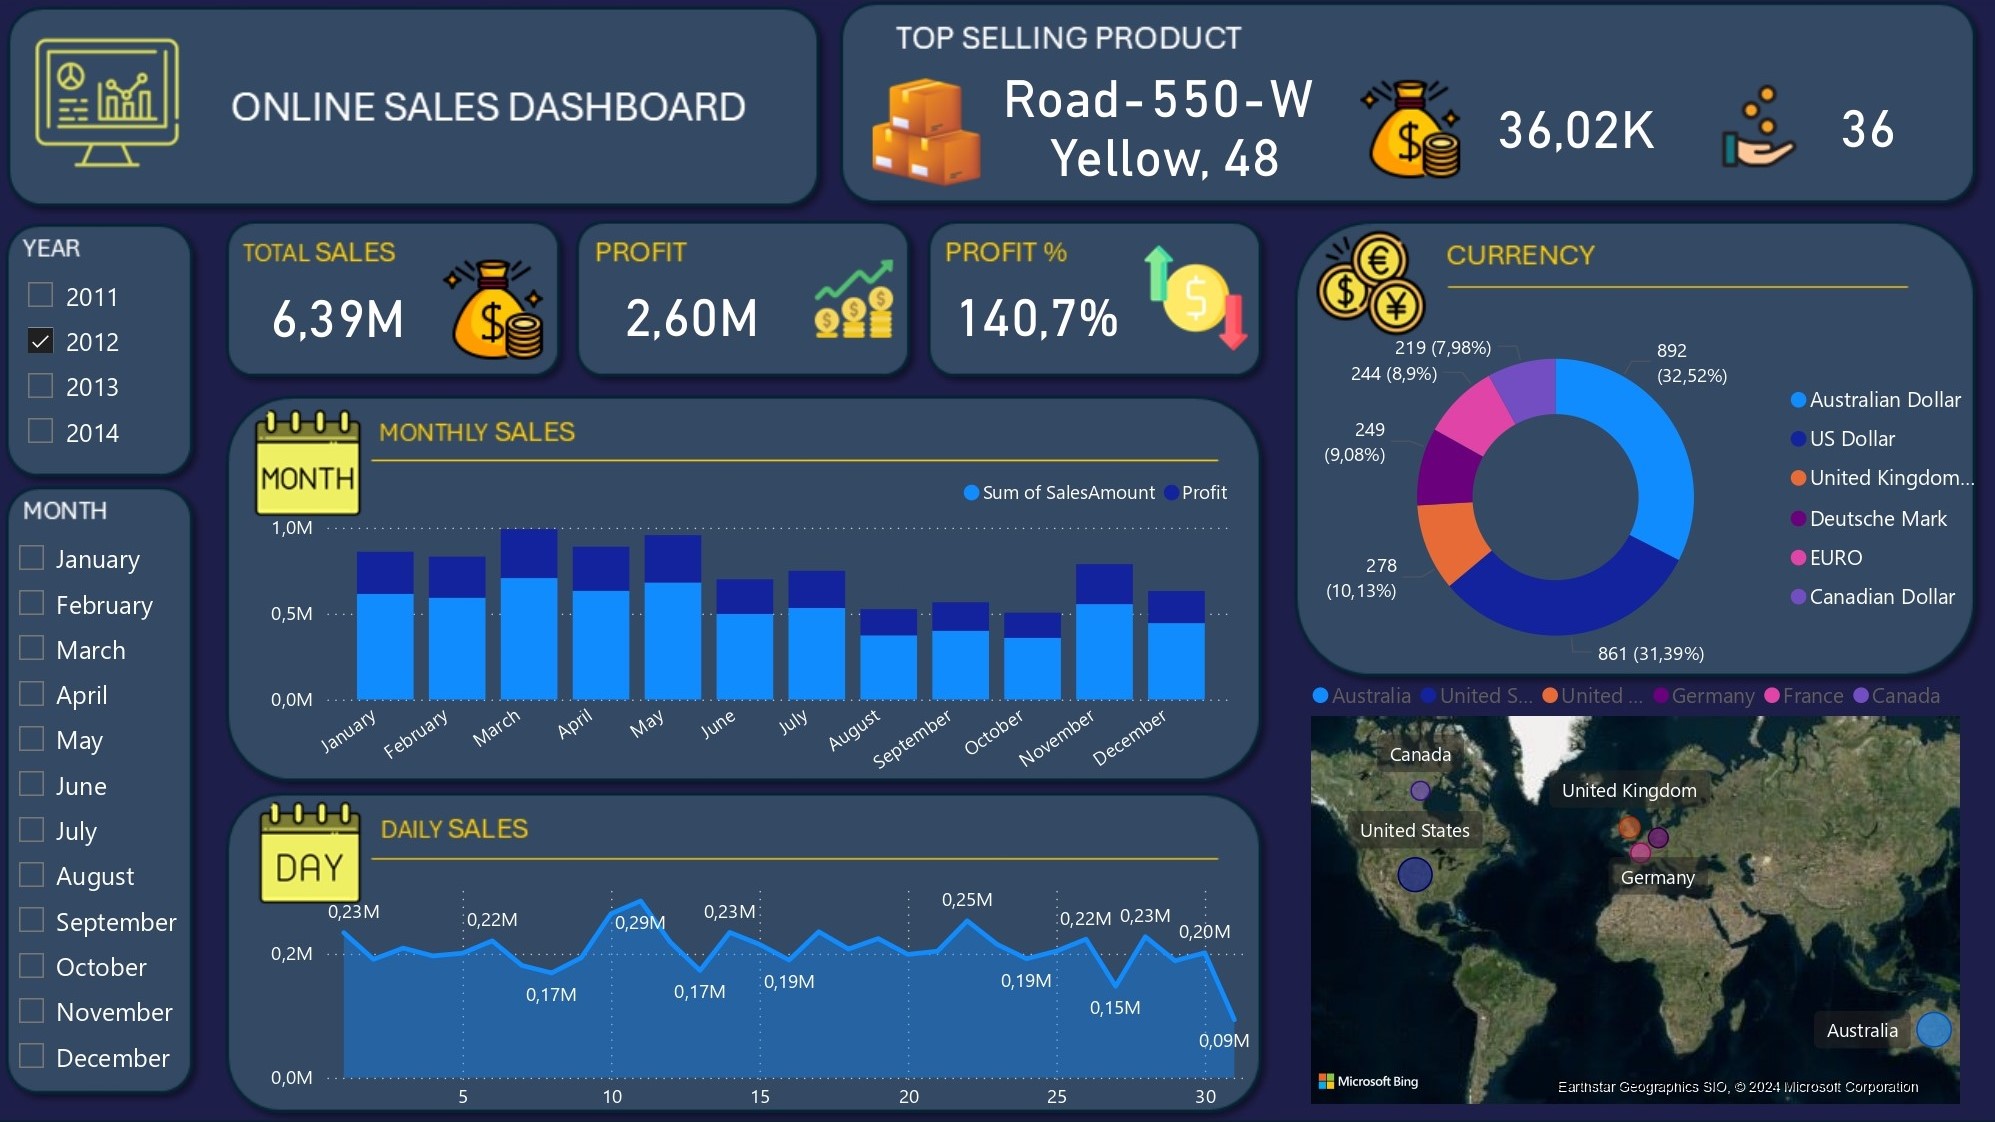 ONLINE SALES DASHBOARD
TOP SELLING PRODUCT
Road-550-W
Yellow, 48
36,02K
36
YEAR
2011
2012
2013
2014
MONTH
January
February
March
April
May
June
July
August
September
October
November
December
TOTAL SALES
6,39M
PROFIT
2,60M
PROFIT %
140,7%
MONTH
MONTHLY SALES
Sum of SalesAmount
Profit
1,0M
0,5M
0,0M
January
February
March
April
May
June
July
August
September
October
November
December
DAY
DAILY SALES
0,23M
0,22M
0,17M
0,29M
0,17M
0,23M
0,19M
0,25M
0,19M
0,22M
0,15M
0,23M
0,20M
0,09M
0,2M
0,0M
5
10
15
20
25
30
CURRENCY
219 (7,98%)
244 (8,9%)
249
(9,08%)
278
(10,13%)
861 (31,39%)
892
(32,52%)
Australian Dollar
US Dollar
United Kingdom...
Deutsche Mark
EURO
Canadian Dollar
Australia
United S...
United ...
Germany
France
Canada
Canada
United Kingdom
United States
Germany
Australia
Microsoft Bing
Earthstar Geographics SIO, © 2024 Microsoft Corporation